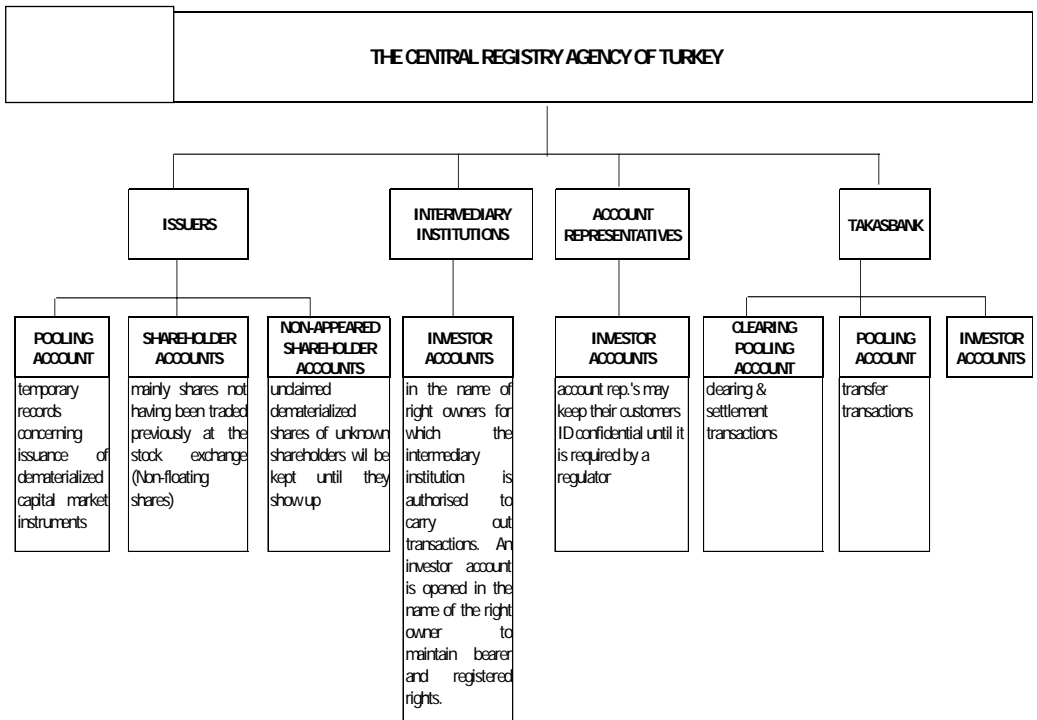 THE CENTRAL REGISTRY AGENCY OF TURKEY
ISSUERS
INTERMEDIARY
INSTITUTIONS
ACCOUNT
REPRESENTATIVES
TAKASBANK
POOLING
ACCOUNT
temporary
records
concerning
issuance of
dematerialized
capital market
instruments
SHAREHOLDER
ACCOUNTS
mainly shares not
having been traded
previously at the
stock exchange
(Non-floating
shares)
NON-APPEARED
SHAREHOLDER
ACCOUNTS
unclaimed
dematerialized
shares of unknown
shareholders will be
kept until they
show up
INVESTOR
ACCOUNTS
in the name of
right owners for
which the
intermediary
institution is
authorised to
carry out
transactions. An
investor account
is opened in the
name of the right
owner to
maintain bearer
and registered
rights.
INVESTOR
ACCOUNTS
account rep.'s may
keep their customers
ID confidential until it
is required by a
regulator
CLEARING
POOLING
ACCOUNT
clearing &
settlement
transactions
POOLING
ACCOUNT
transfer
transactions
INVESTOR
ACCOUNTS